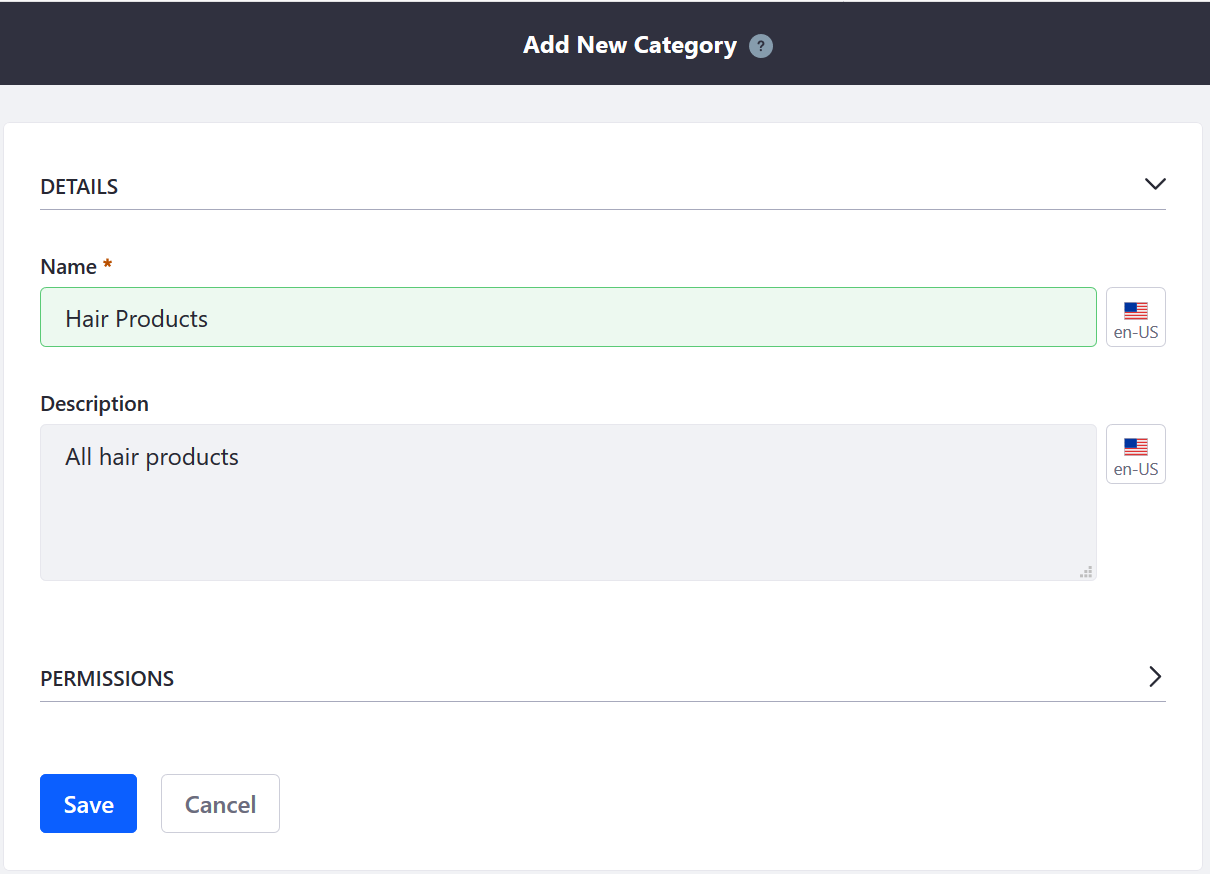 Add New Category ?
DETAILS
Name *
Hair Products
en-US
Description
All hair products
en-US
PERMISSIONS
Save Cancel